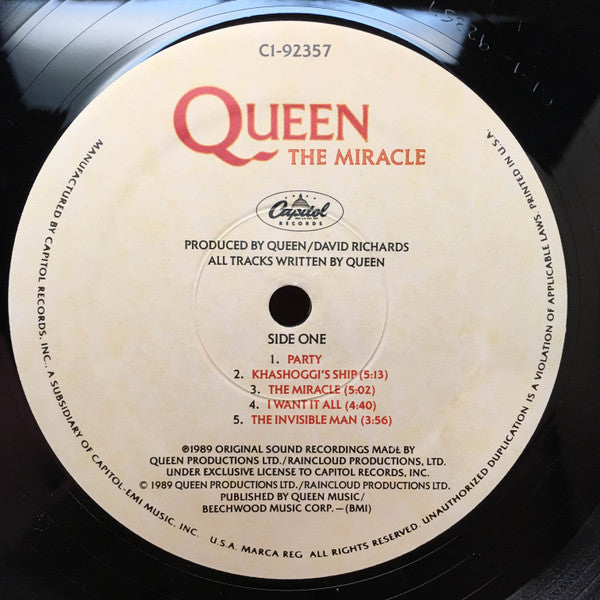 C1-92357
QUEEN
THE MIRACLE
Capitol
RECORDS
PRODUCED BY QUEEN/DAVID RICHARDS
ALL TRACKS WRITTEN BY QUEEN
SIDE ONE
1. PARTY
2. KHASHOGGI'S SHIP (5:13)
3. THE MIRACLE (5:02)
4. I WANT IT ALL (4:40)
5. THE INVISIBLE MAN (3:56)
℗1989 ORIGINAL SOUND RECORDINGS MADE BY
QUEEN PRODUCTIONS LTD./RAINCLOUD PRODUCTIONS, LTD.
UNDER EXCLUSIVE LICENSE TO CAPITOL RECORDS, INC.
© 1989 QUEEN PRODUCTIONS LTD./RAINCLOUD PRODUCTIONS LTD.
PUBLISHED BY QUEEN MUSIC/
BEECHWOOD MUSIC CORP.—(BMI)
MANUFACTURED BY CAPITOL RECORDS, INC., A SUBSIDIARY OF CAPITOL-EMI MUSIC, INC. U.S.A. MARCA REG. ALL RIGHTS RESERVED. UNAUTHORIZED DUPLICATION IS A VIOLATION OF APPLICABLE LAWS. PRINTED IN U.S.A.